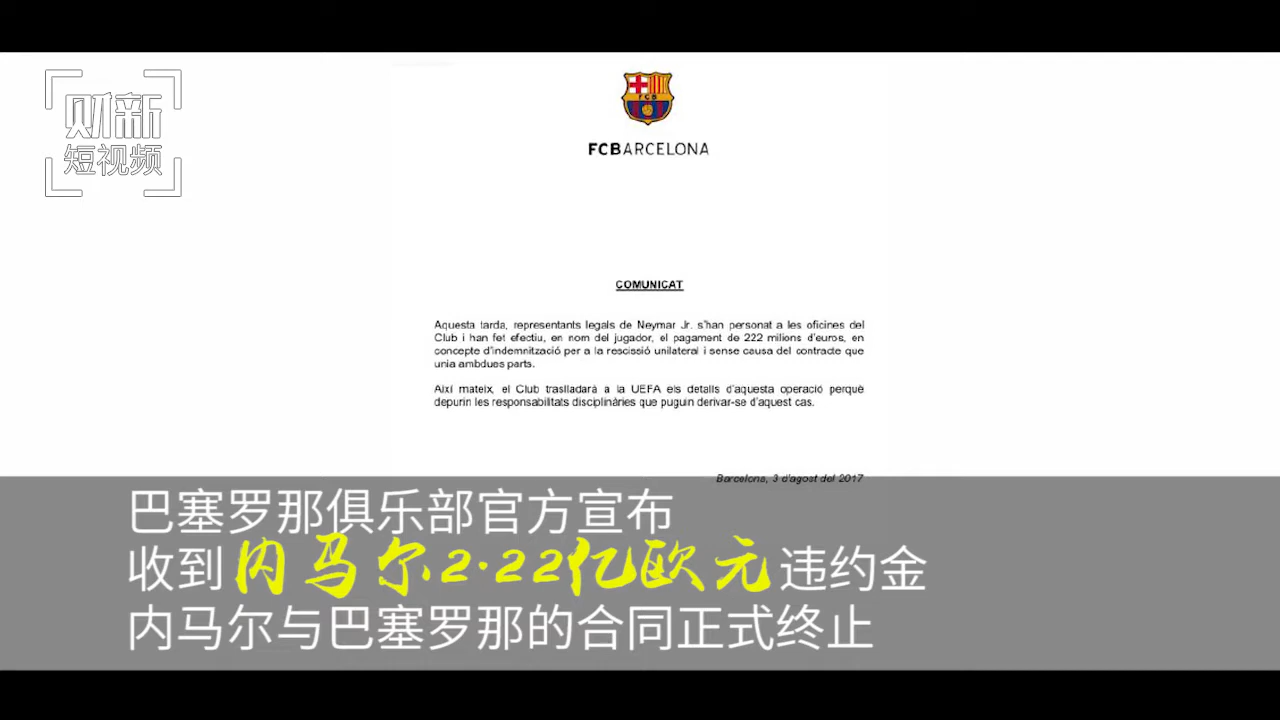 财新
短视频
FCB
FCBARCELONA
COMUNICAT
Aquesta tarda, representants legals de Neymar Jr. s'han personat a les oficines del
Club i han fet efectiu, en nom del jugador, el pagament de 222 milions d'euros, en
concepte d'indemnització per a la rescissió unilateral i sense causa del contracte que
unia ambdues parts.
Així mateix, el Club traslladarà a la UEFA els detalls d'aquesta operació perquè
depurin les responsabilitats disciplinàries que puguin derivar-se d'aquest cas.
Barcelona, 3 d'agost del 2017
巴塞罗那俱乐部官方宣布
收到内马尔2·22亿欧元违约金
内马尔与巴塞罗那的合同正式终止